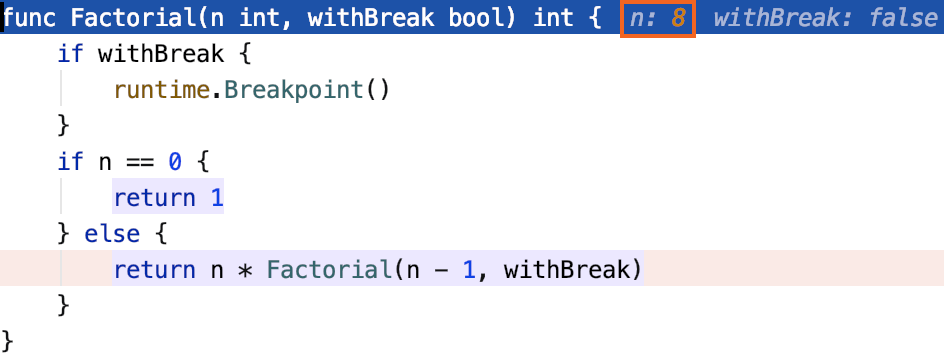 func Factorial(n int, withBreak bool) int { n: 8 withBreak: false
if withBreak {
runtime.Breakpoint()
}
if n == 0 {
return 1
} else {
return n * Factorial(n - 1, withBreak)
}
}